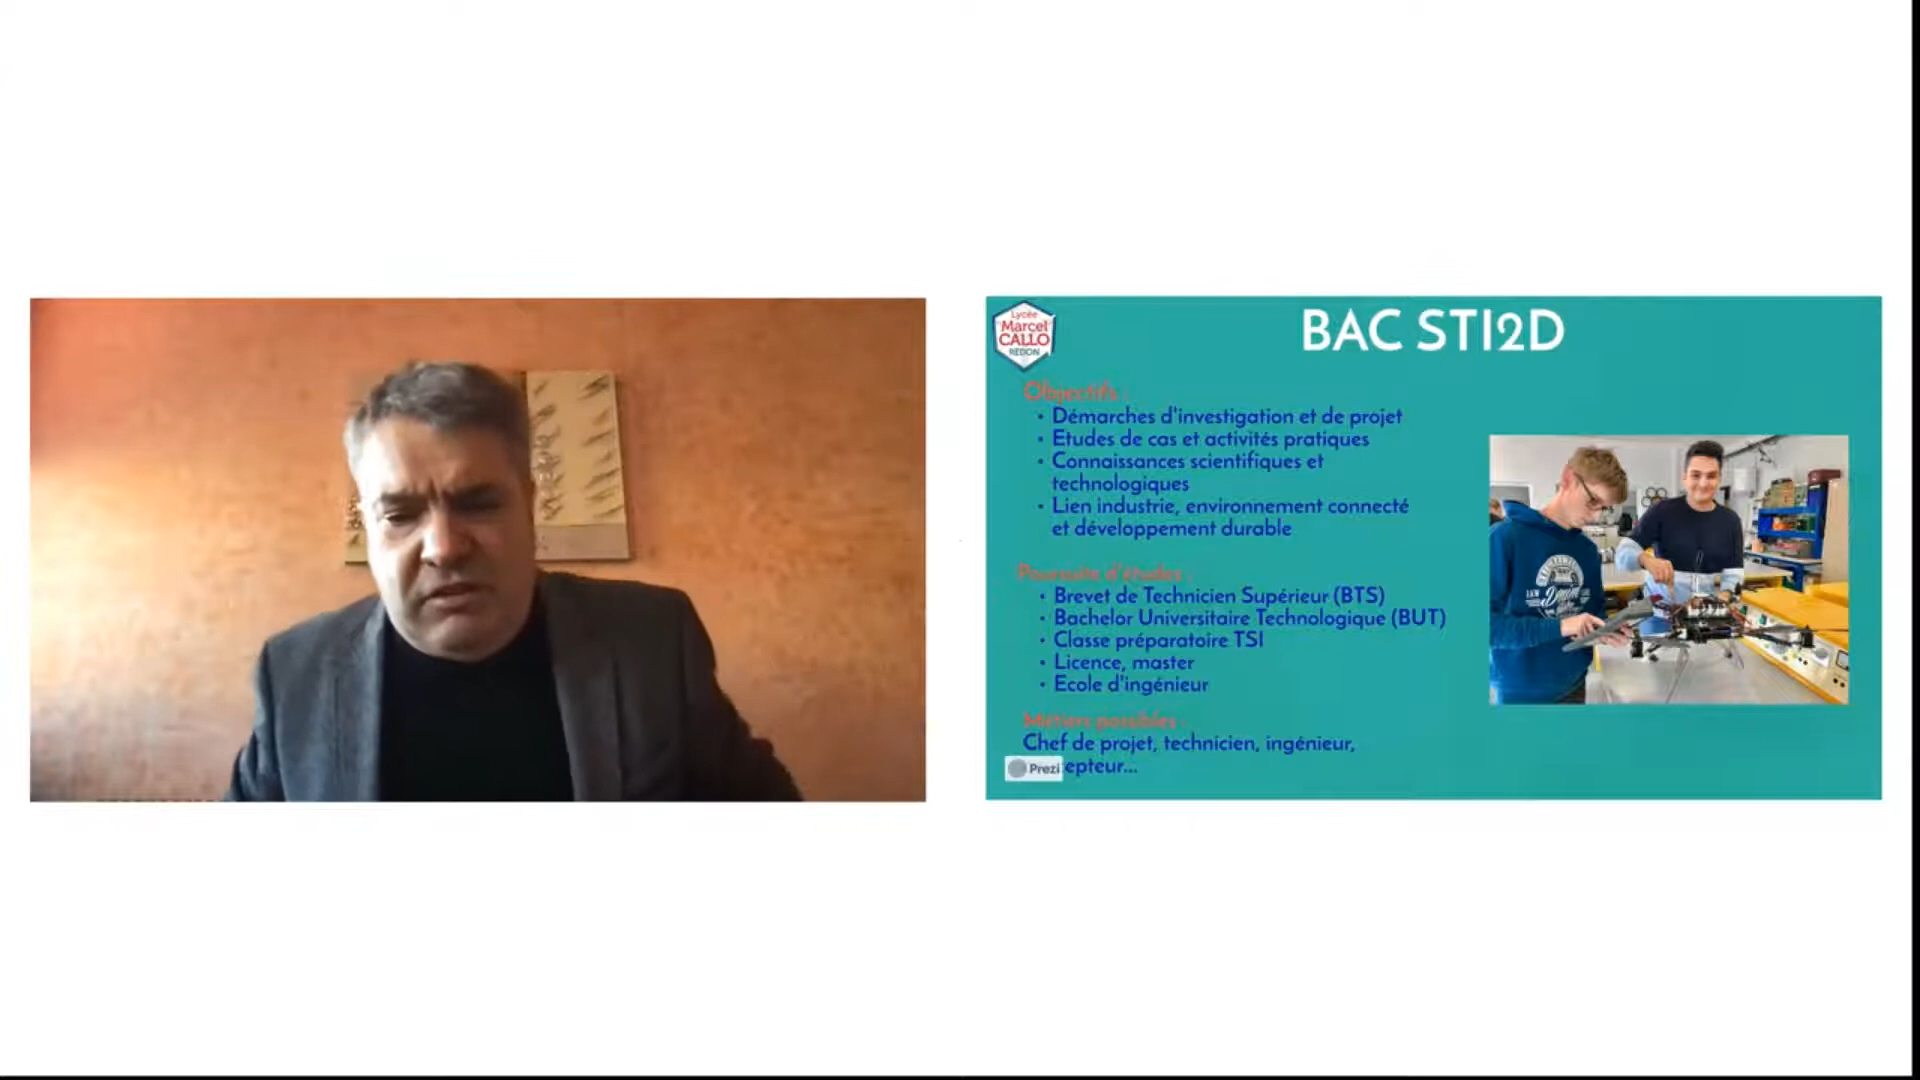 Lycée
Marcel
CALLO
REDON
BAC STI2D
Objectifs :
• Démarches d'investigation et de projet
• Etudes de cas et activités pratiques
• Connaissances scientifiques et
technologiques
• Lien industrie, environnement connecté
et développement durable
Poursuite d'études :
• Brevet de Technicien Supérieur (BTS)
• Bachelor Universitaire Technologique (BUT)
• Classe préparatoire TSI
• Licence, master
• Ecole d'ingénieur
Métiers possibles :
Chef de projet, technicien, ingénieur,
Prezi epteur...